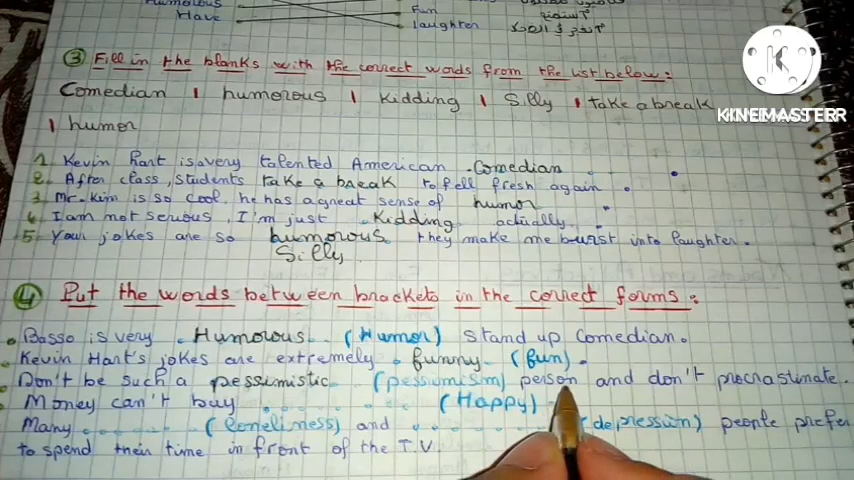 Humorous
Have
Fun
laughter
③ Fill in the blanks with the correct words from the list below:
Comedian | humorous | Kidding | Silly | take a break
| humor
KINEMASTER
1 Kevin hart is a very talented American .Comedian .
2 After class, students take a break to fell fresh again .
3 Mr. Kim is so cool, he has a great sense of humor .
4 I am not serious, I'm just .Kidding actually.
5 Your jokes are so humorous they make me burst into laughter.
Silly
④ Put the words between brackets in the correct forms:
Basso is very .Humorous.. (Humor) stand up comedian.
Kevin Hart's jokes are extremely . funny. (fun).
Don't be such a pessimistic (pessimism) person and don't procrastinate.
Money can't buy .......... (Happy)
Many ............ (loneliness) and ............ (depression) people prefer
to spend their time in front of the T.V.